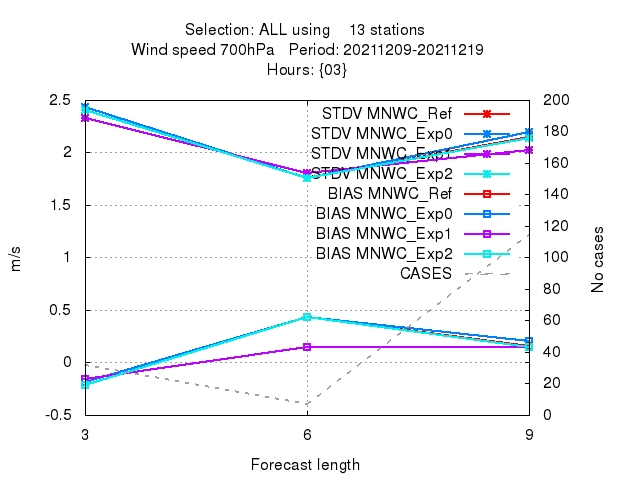 Selection: ALL using 13 stations
Wind speed 700hPa Period: 20211209-20211219
Hours: {03}
2.5
2
1.5
1
0.5
0
-0.5
m/s
200
180
160
140
120
100
80
60
40
20
0
No cases
STDV MNWC_Ref
STDV MNWC_Exp0
STDV MNWC_Exp1
STDV MNWC_Exp2
BIAS MNWC_Ref
BIAS MNWC_Exp0
BIAS MNWC_Exp1
BIAS MNWC_Exp2
CASES
3
6
9
Forecast length